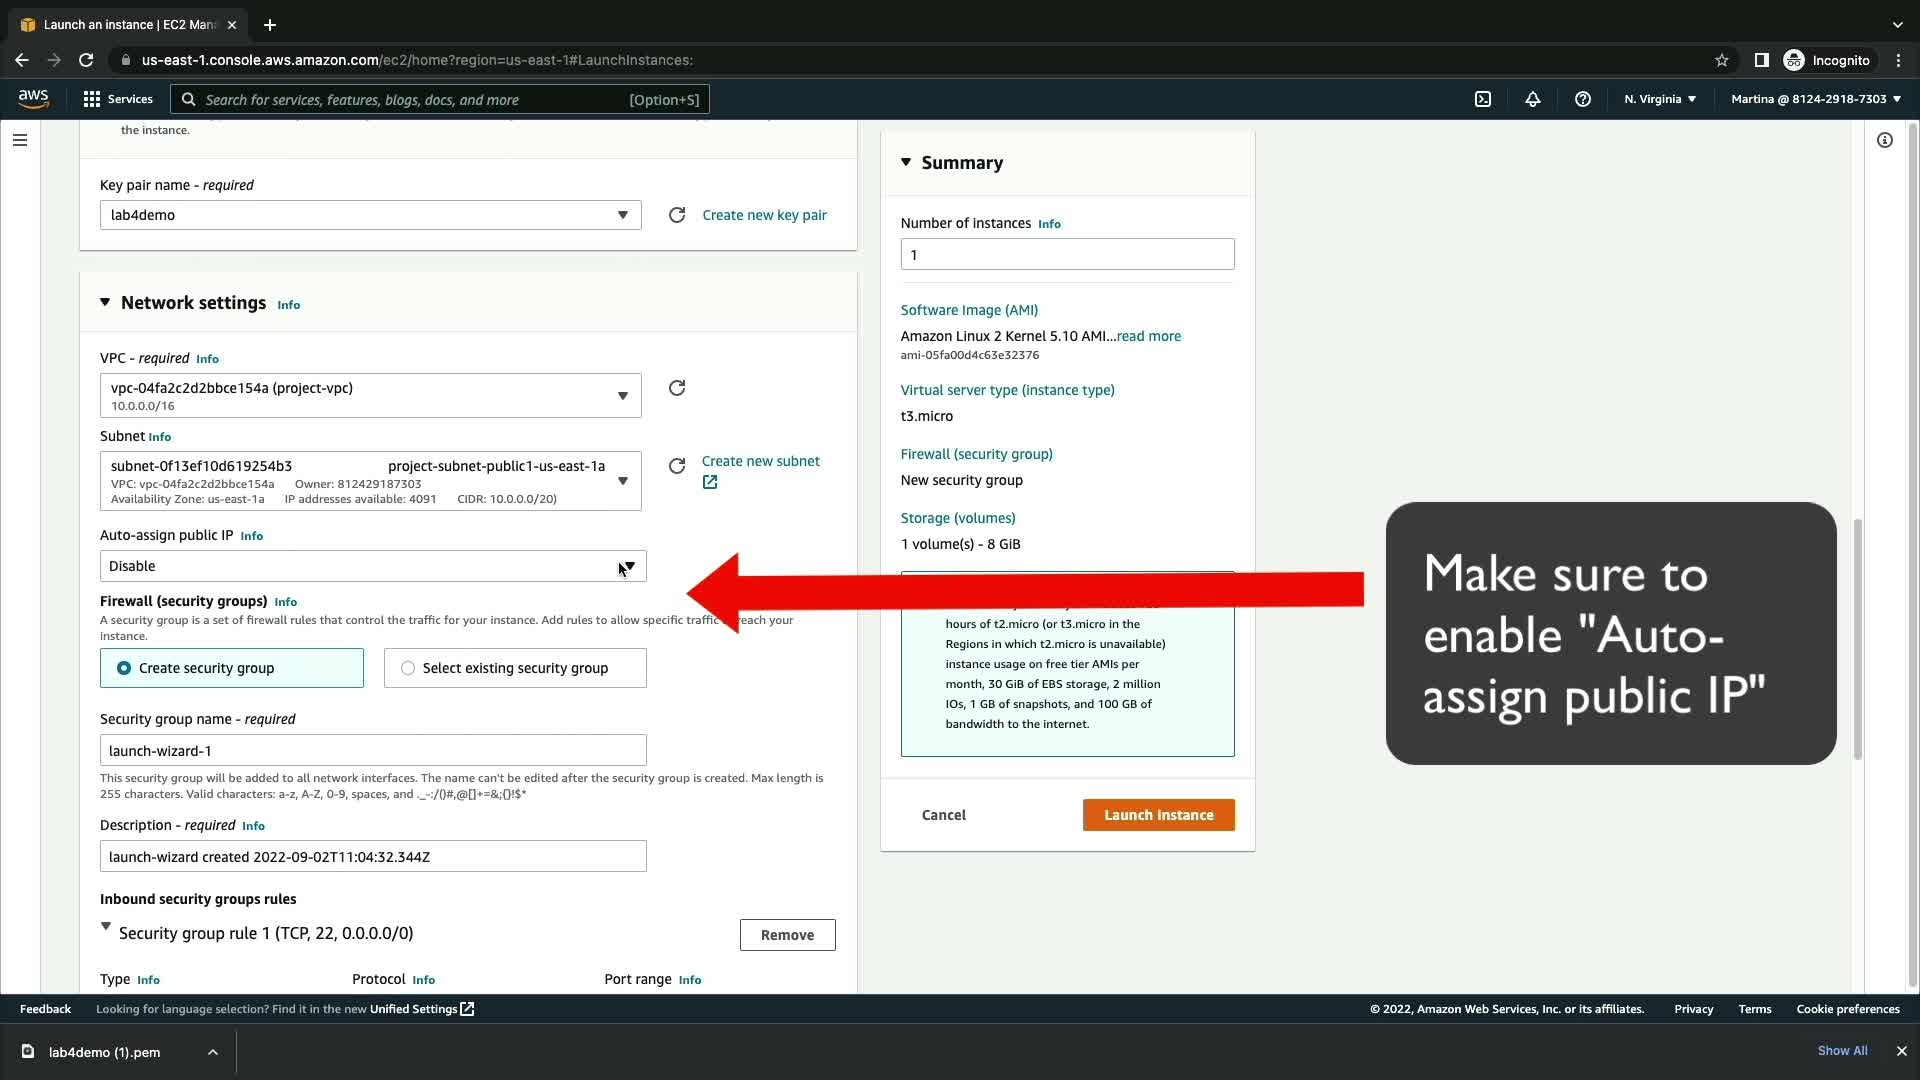 Launch an instance | EC2 Man
us-east-1.console.aws.amazon.com/ec2/home?region=us-east-1#LaunchInstances:
Incognito
aws
Services
Search for services, features, blogs, docs, and more
[Option+S]
N. Virginia
Martina @ 8124-2918-7303
the instance.
Key pair name - required
lab4demo
Create new key pair
Network settings Info
VPC - required Info
vpc-04fa2c2d2bbce154a (project-vpc)
10.0.0.0/16
Subnet Info
subnet-0f13ef10d619254b3 project-subnet-public1-us-east-1a
VPC: vpc-04fa2c2d2bbce154a Owner: 812429187303
Availability Zone: us-east-1a IP addresses available: 4091 CIDR: 10.0.0.0/20)
Create new subnet
Auto-assign public IP Info
Disable
Firewall (security groups) Info
A security group is a set of firewall rules that control the traffic for your instance. Add rules to allow specific traffic reach your
instance.
Create security group
Select existing security group
Security group name - required
launch-wizard-1
This security group will be added to all network interfaces. The name can't be edited after the security group is created. Max length is
255 characters. Valid characters: a-z, A-Z, 0-9, spaces, and ._-:/()#,@[]+=&;{}!$*
Description - required Info
launch-wizard created 2022-09-02T11:04:32.344Z
Inbound security groups rules
Security group rule 1 (TCP, 22, 0.0.0.0/0)
Remove
Type Info
Protocol Info
Port range Info
Summary
Number of instances Info
1
Software Image (AMI)
Amazon Linux 2 Kernel 5.10 AMI...read more
ami-05fa00d4c63e32376
Virtual server type (instance type)
t3.micro
Firewall (security group)
New security group
Storage (volumes)
1 volume(s) - 8 GiB
hours of t2.micro (or t3.micro in the
Regions in which t2.micro is unavailable)
instance usage on free tier AMIs per
month, 30 GiB of EBS storage, 2 million
IOs, 1 GB of snapshots, and 100 GB of
bandwidth to the internet.
Cancel
Launch instance
Make sure to
enable "Auto-
assign public IP"
Feedback
Looking for language selection? Find it in the new Unified Settings
© 2022, Amazon Web Services, Inc. or its affiliates.
Privacy
Terms
Cookie preferences
lab4demo (1).pem
Show All